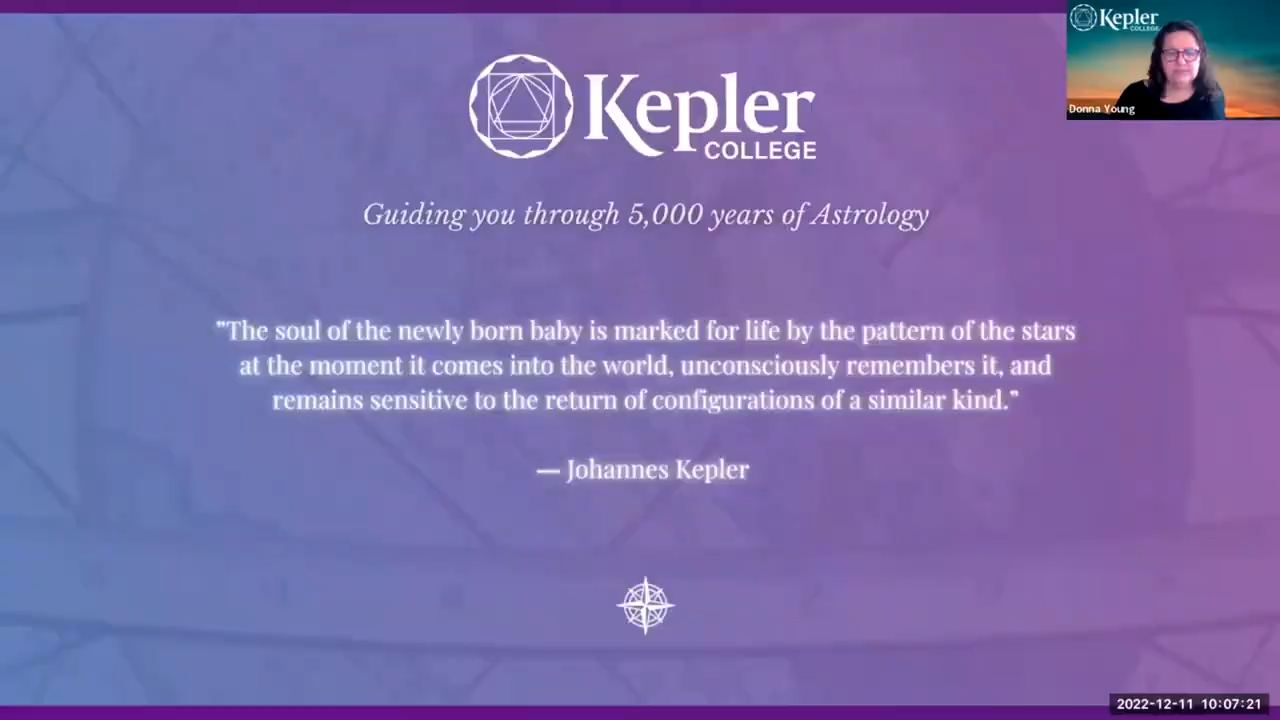 Kepler
COLLEGE
Kepler
COLLEGE
Donna Young
Guiding you through 5,000 years of Astrology
”The soul of the newly born baby is marked for life by the pattern of the stars
at the moment it comes into the world, unconsciously remembers it, and
remains sensitive to the return of configurations of a similar kind.”
— Johannes Kepler
2022-12-11 10:07:21